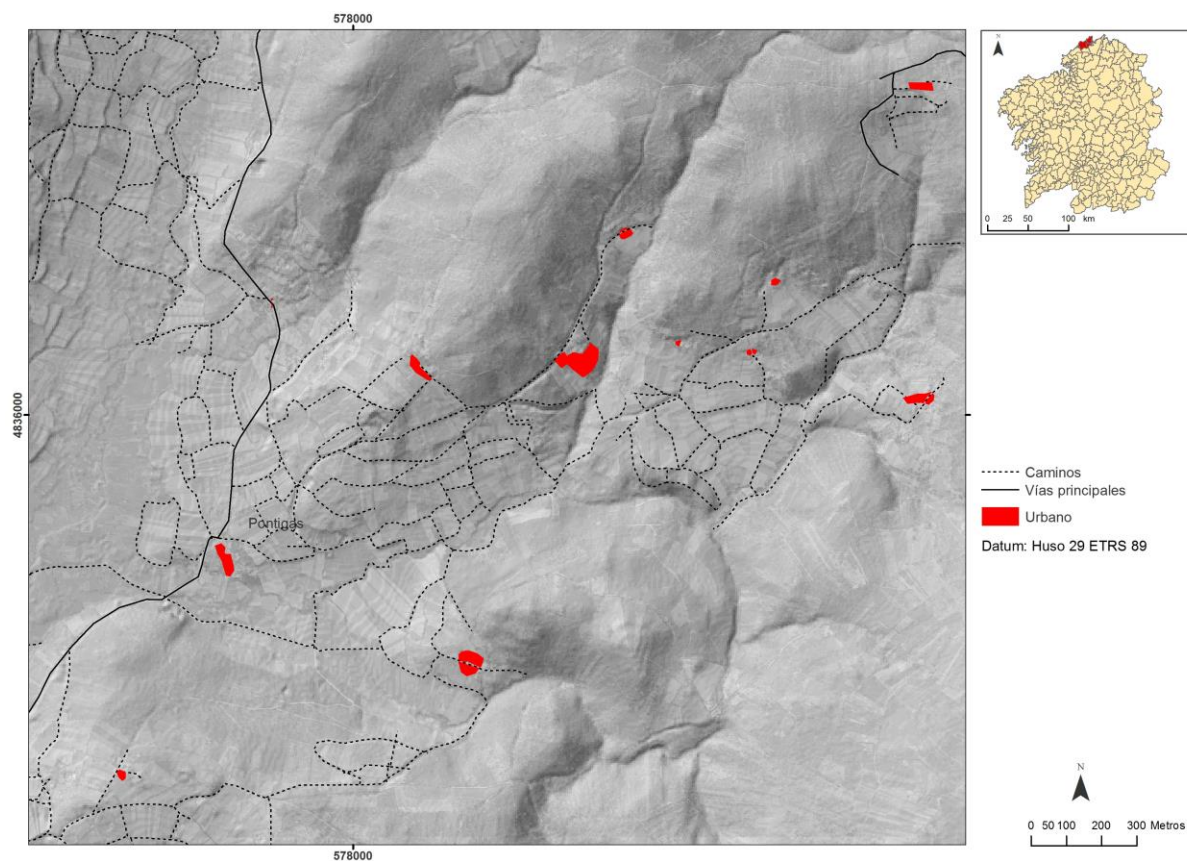 578000
N
4836000
0 25 50 100 km
Caminos
Vías principales
Urbano
Datum: Huso 29 ETRS 89
Pontigas
N
0 50 100 200 300 Metros
578000